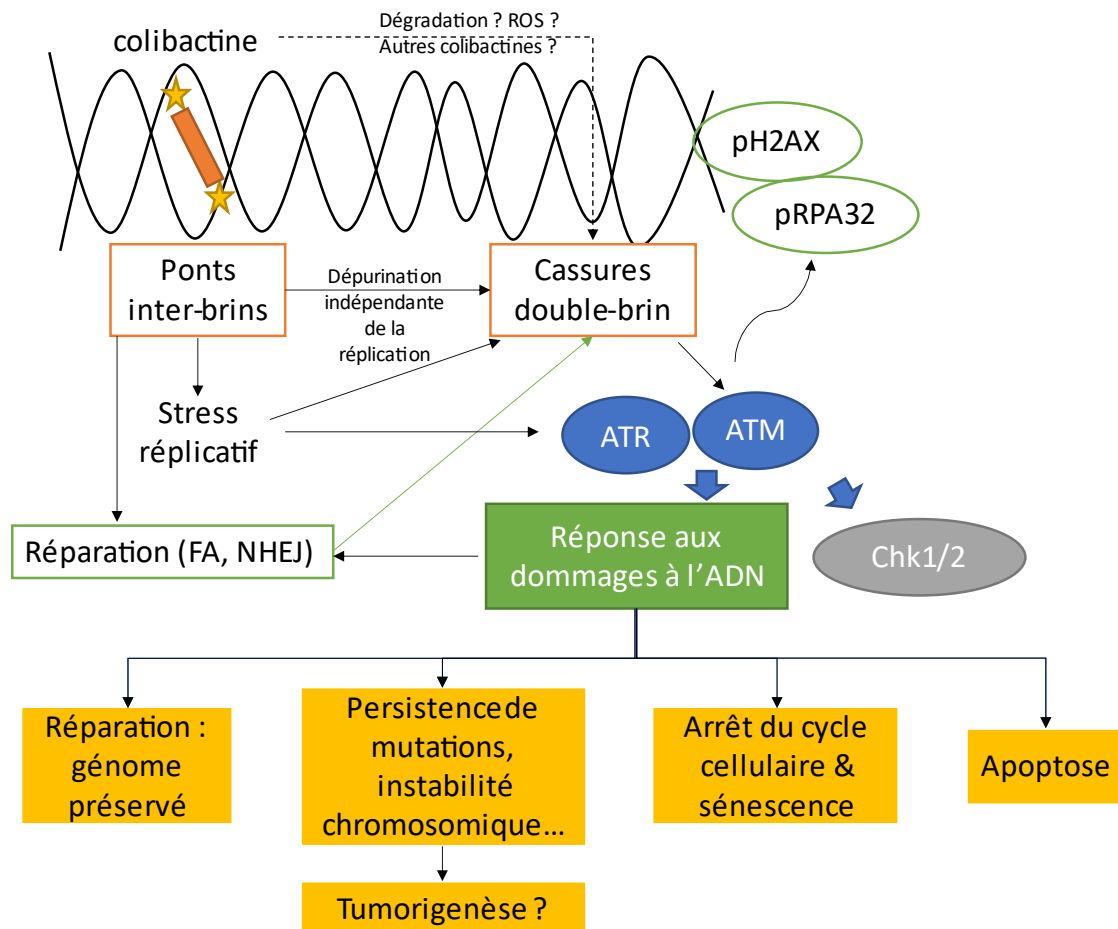 Dégradation ? ROS ?
Autres colibactines ?
colibactine
pH2AX
pRPA32
Ponts
inter-brins
Dépurination
indépendante
de la
réplication
Cassures
double-brin
Stress
réplicatif
ATR
ATM
Réparation (FA, NHEJ)
Réponse aux
dommages à l'ADN
Chk1/2
Réparation :
génome
préservé
Persistence de
mutations,
instabilité
chromosomique...
Arrêt du cycle
cellulaire &
sénescence
Apoptose
Tumorigenèse ?